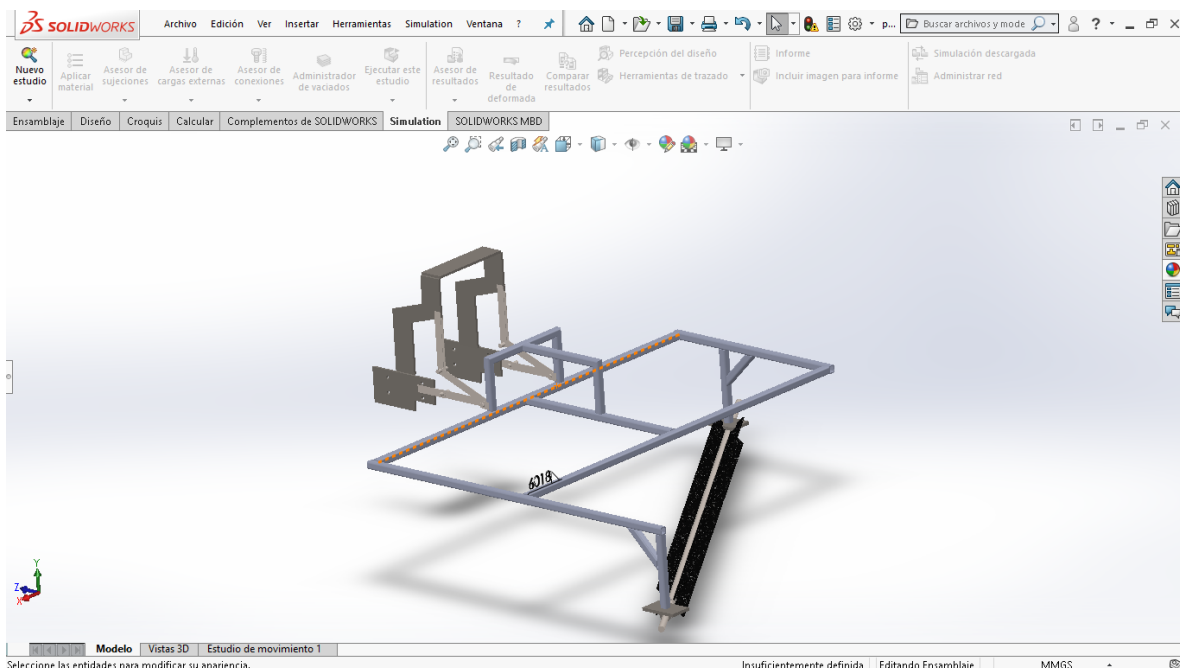 SOLIDWORKS
Archivo Edición Ver Insertar Herramientas Simulation Ventana ?
p...
Buscar archivos y mode
?
Nuevo estudio
Aplicar material
Asesor de sujeciones
Asesor de cargas externas
Asesor de conexiones
Administrador de vaciados
Ejecutar este estudio
Asesor de resultados
Resultado de deformada
Comparar resultados
Percepción del diseño
Herramientas de trazado
Informe
Incluir imagen para informe
Simulación descargada
Administrar red
Ensamblaje Diseño Croquis Calcular Complementos de SOLIDWORKS Simulation SOLIDWORKS MBD
6018
Y
Z
X
Modelo Vistas 3D Estudio de movimiento 1
Seleccione las entidades para modificar su apariencia. Insuficientemente definida Editando Ensamblaje MMGS